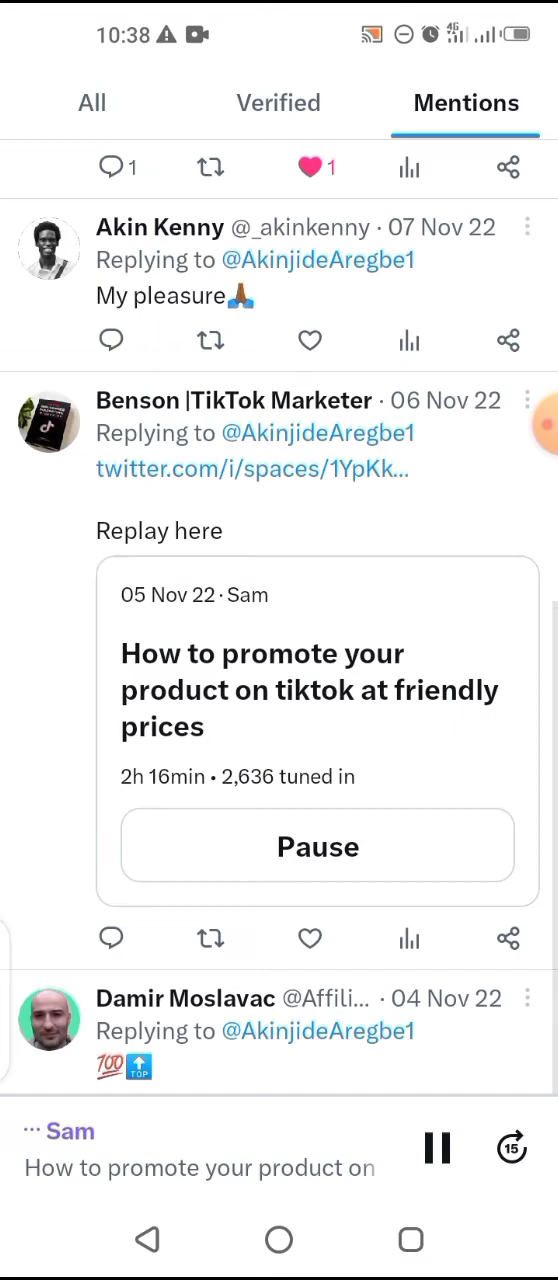 10:38
4G
All Verified Mentions
1 1
Akin Kenny @_akinkenny · 07 Nov 22
Replying to @AkinjideAregbe1
My pleasure🙏🏾
Benson |TikTok Marketer · 06 Nov 22
Replying to @AkinjideAregbe1
twitter.com/i/spaces/1YpKk...
Replay here
05 Nov 22 · Sam
How to promote your
product on tiktok at friendly
prices
2h 16min • 2,636 tuned in
Pause
Damir Moslavac @Affili... · 04 Nov 22
Replying to @AkinjideAregbe1
💯🔝
··· Sam
How to promote your product on
15